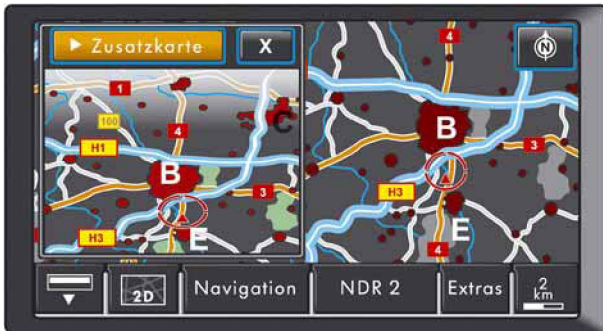 Zusatzkarte X
N
4
1
100
4
C
H1
B
B
3
3
H3
H3
E
E
4
2D Navigation NDR 2 Extras 2 km